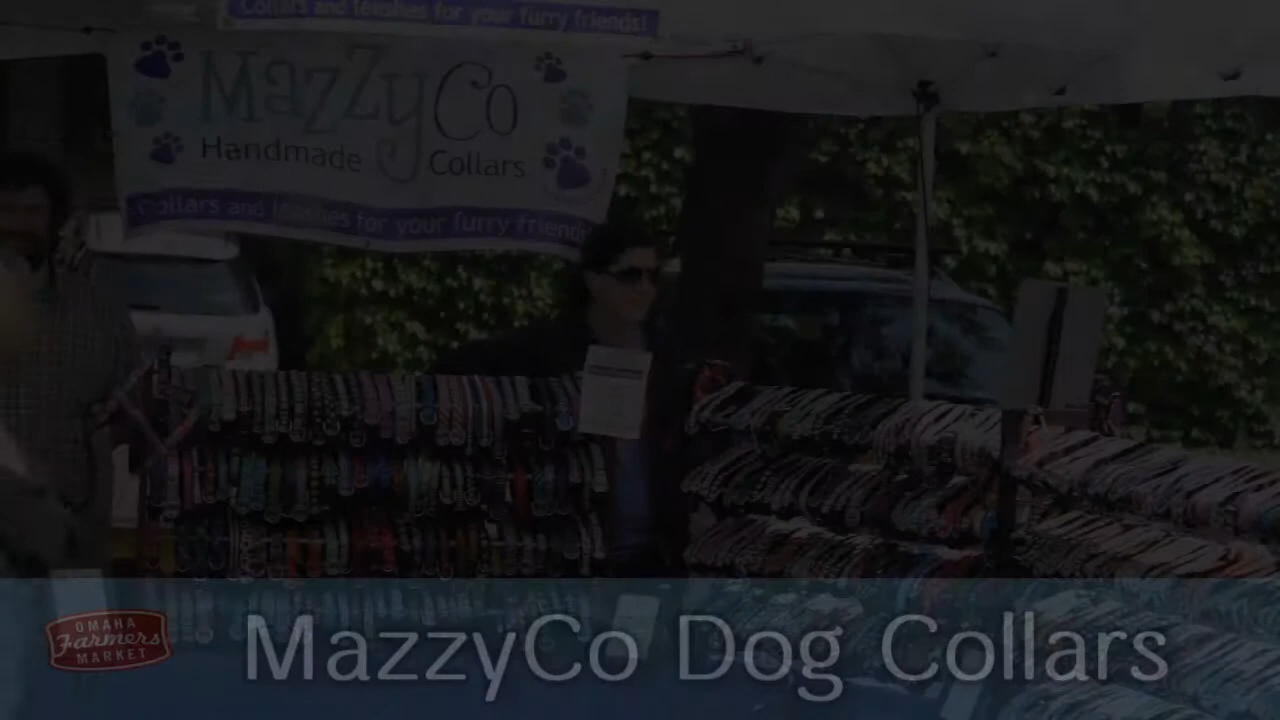 Collars and leashes for your furry friends!
MazZyCo
Handmade Collars
Collars and leashes for your furry friends
OMAHA
Farmers
MARKET
MazzyCo Dog Collars